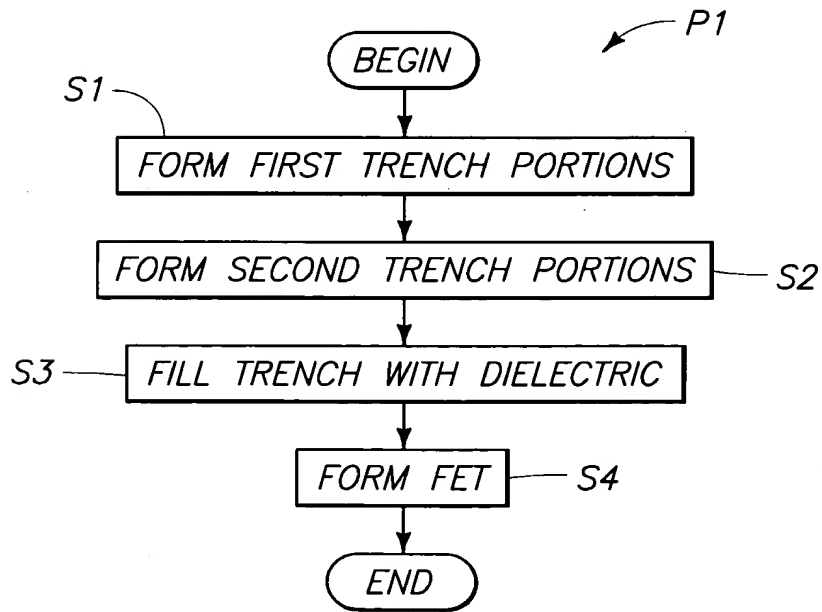 P1
BEGIN
S1
FORM FIRST TRENCH PORTIONS
FORM SECOND TRENCH PORTIONS
S2
S3
FILL TRENCH WITH DIELECTRIC
FORM FET
S4
END